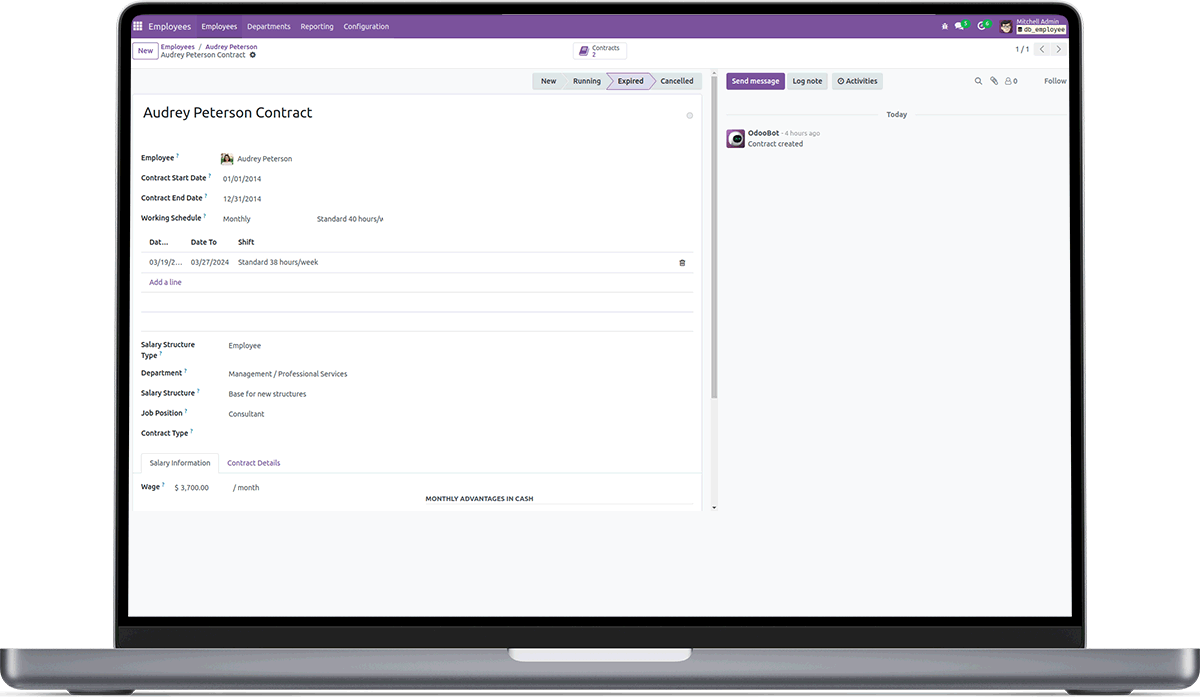 Employees Employees Departments Reporting Configuration 5 6 Mitchell Admin
db_employee
New Employees / Audrey Peterson
Audrey Peterson Contract
Contracts
2
1 / 1
New Running Expired Cancelled
Send message Log note Activities 0 Follow
Audrey Peterson Contract
Today
OdooBot - 4 hours ago
Contract created
Employee ? Audrey Peterson
Contract Start Date ? 01/01/2014
Contract End Date ? 12/31/2014
Working Schedule ? Monthly Standard 40 hours/w
Dat... Date To Shift
03/19/2... 03/27/2024 Standard 38 hours/week
Add a line
Salary Structure
Type ? Employee
Department ? Management / Professional Services
Salary Structure ? Base for new structures
Job Position ? Consultant
Contract Type ?
Salary Information Contract Details
Wage ? $ 3,700.00 / month
MONTHLY ADVANTAGES IN CASH